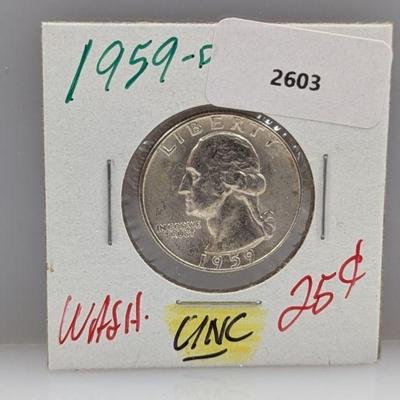 1959-D
2603
LIBERTY
IN GOD WE
TRUST
1959
WASH. UNC 25¢